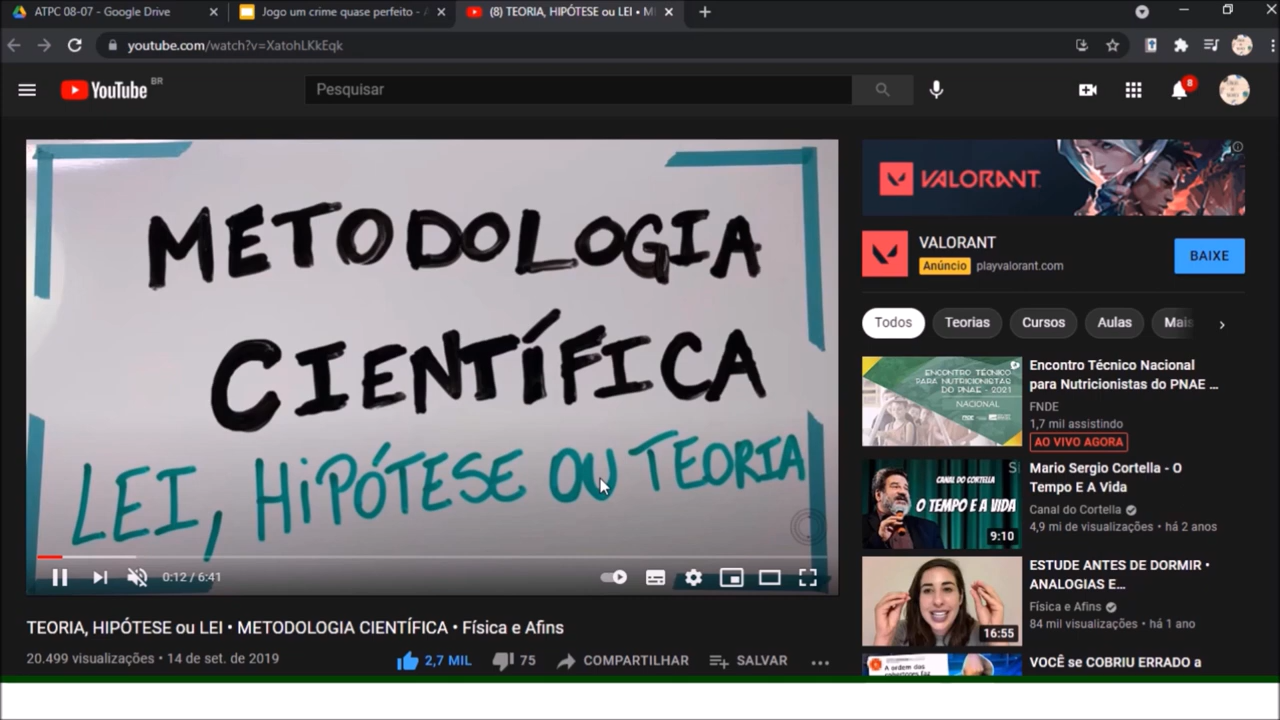 ATPC 08-07 - Google Drive
Jogo um crime quase perfeito - A
(8) TEORIA, HIPÓTESE ou LEI • M
youtube.com/watch?v=XatohLKkEqk
YouTube BR
Pesquisar
8
METODOLOGIA
CIENTÍFICA
LEI, HIPÓTESE OU TEORIA
0:12 / 6:41
TEORIA, HIPÓTESE ou LEI • METODOLOGIA CIENTÍFICA • Física e Afins
20.499 visualizações • 14 de set. de 2019
2,7 MIL
75
COMPARTILHAR
SALVAR
VALORANT
VALORANT
Anúncio playvalorant.com
BAIXE
Todos
Teorias
Cursos
Aulas
Mais
ENCONTRO TÉCNICO
PARA NUTRICIONISTAS
DO PNAE - 2021
NACIONAL
Encontro Técnico Nacional
para Nutricionistas do PNAE ...
FNDE
1,7 mil assistindo
AO VIVO AGORA
CANAL DO CORTELLA
O TEMPO E A VIDA
9:10
Mario Sergio Cortella - O
Tempo E A Vida
Canal do Cortella
4,9 mi de visualizações • há 2 anos
16:55
ESTUDE ANTES DE DORMIR •
ANALOGIAS E...
Física e Afins
84 mil visualizações • há 1 ano
A ordem dos
VOCÊ se COBRIU ERRADO a